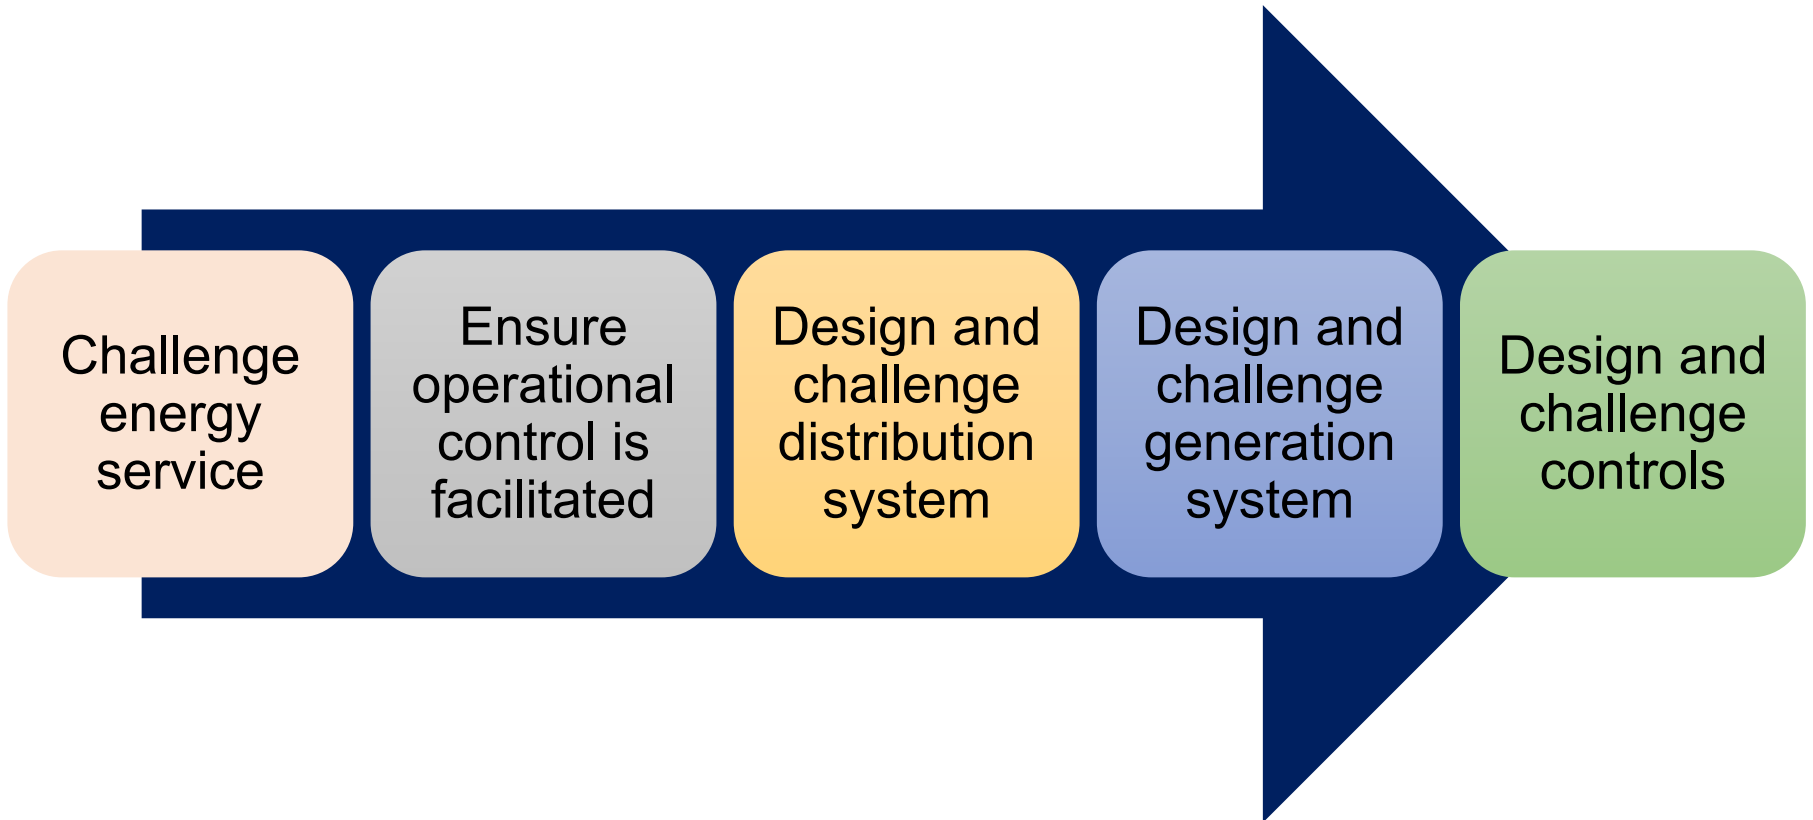 Challenge
energy
service
Ensure
operational
control is
facilitated
Design and
challenge
distribution
system
Design and
challenge
generation
system
Design and
challenge
controls